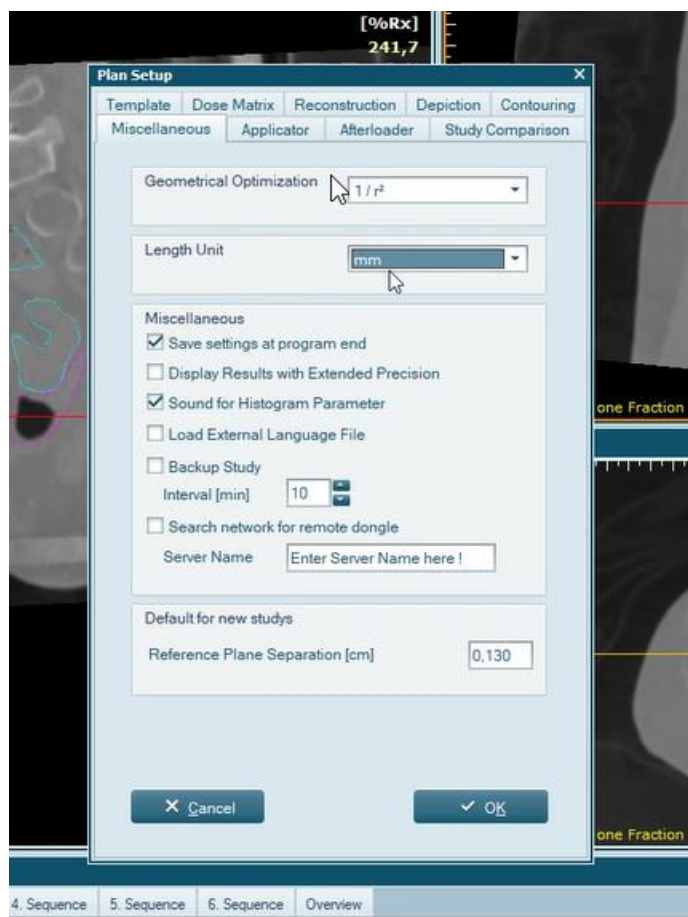 [%Rx]
241,7
Plan Setup
Template Dose Matrix Reconstruction Depiction Contouring
Miscellaneous Applicator Afterloader Study Comparison
Geometrical Optimization 1 / r²
Length Unit mm
Miscellaneous
Save settings at program end
Display Results with Extended Precision
Sound for Histogram Parameter
one Fraction
Load External Language File
Backup Study
Interval [min] 10
Search network for remote dongle
Server Name Enter Server Name here !
Default for new studys
Reference Plane Separation [cm] 0,130
Cancel OK
one Fraction
4. Sequence 5. Sequence 6. Sequence Overview